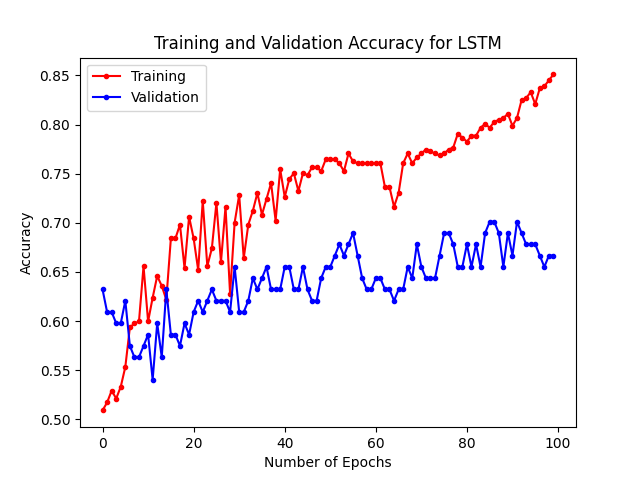 Training and Validation Accuracy for LSTM
Training
Validation
0.85
0.80
0.75
0.70
0.65
0.60
0.55
0.50
Accuracy
0 20 40 60 80 100
Number of Epochs